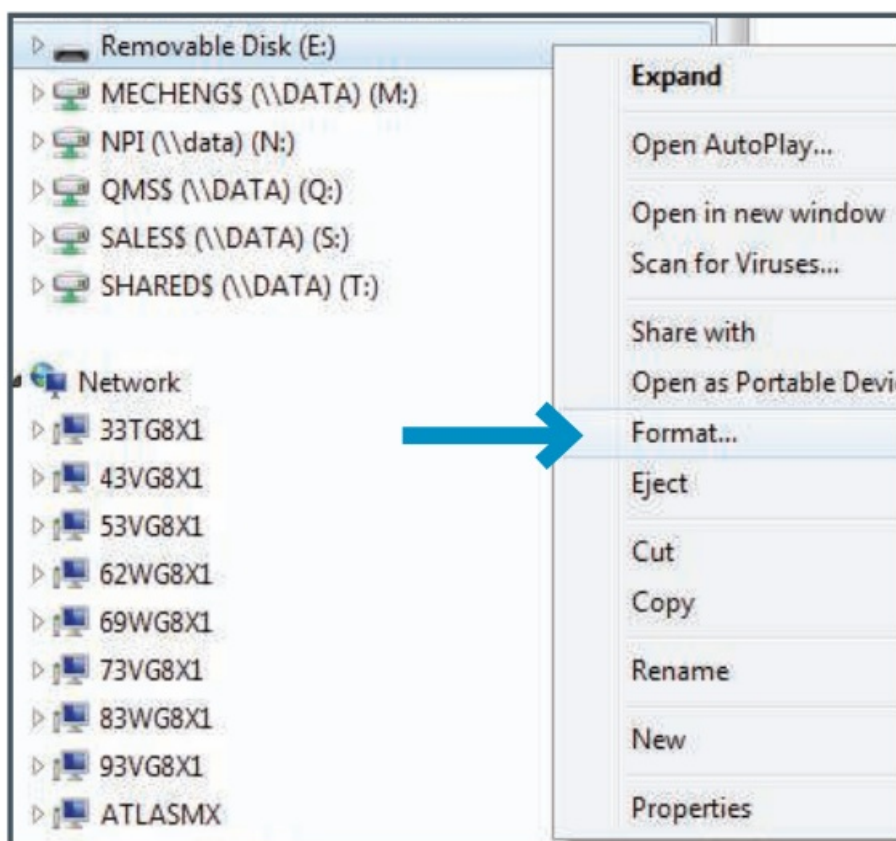 Removable Disk (E:)
MECHENG$ (\\DATA) (M:)
NPI (\\data) (N:)
QMS$ (\\DATA) (Q:)
SALES$ (\\DATA) (S:)
SHARED$ (\\DATA) (T:)
Network
33TG8X1
43VG8X1
53VG8X1
62WG8X1
69WG8X1
73VG8X1
83WG8X1
93VG8X1
ATLASMX
Expand
Open AutoPlay...
Open in new window
Scan for Viruses...
Share with
Open as Portable Devi
Format...
Eject
Cut
Copy
Rename
New
Properties